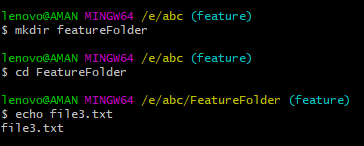 lenovo@AMAN MINGW64 /e/abc (feature)
$ mkdir featureFolder
lenovo@AMAN MINGW64 /e/abc (feature)
$ cd FeatureFolder
lenovo@AMAN MINGW64 /e/abc/FeatureFolder (feature)
$ echo file3.txt
file3.txt